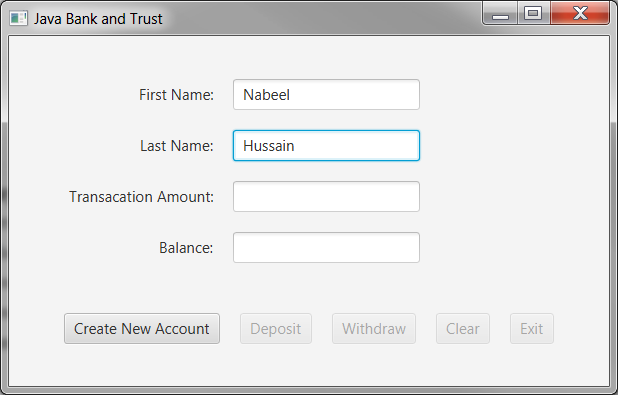 Java Bank and Trust
First Name: Nabeel
Last Name: Hussain
Transacation Amount:
Balance:
Create New Account Deposit Withdraw Clear Exit